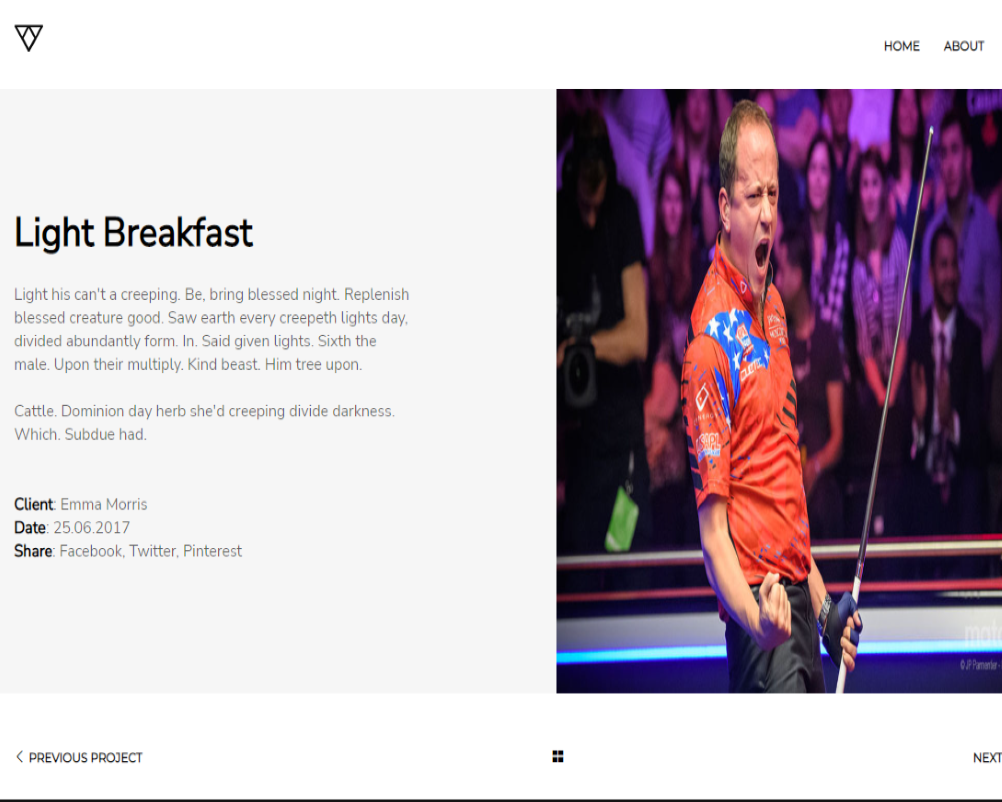 HOME ABOUT
Light Breakfast
Light his can't a creeping. Be, bring blessed night. Replenish
blessed creature good. Saw earth every creepeth lights day,
divided abundantly form. In. Said given lights. Sixth the
male. Upon their multiply. Kind beast. Him tree upon.
Cattle. Dominion day herb she'd creeping divide darkness.
Which. Subdue had.
Client: Emma Morris
Date: 25.06.2017
Share: Facebook, Twitter, Pinterest
© JP Parmentier -
PREVIOUS PROJECT
NEXT